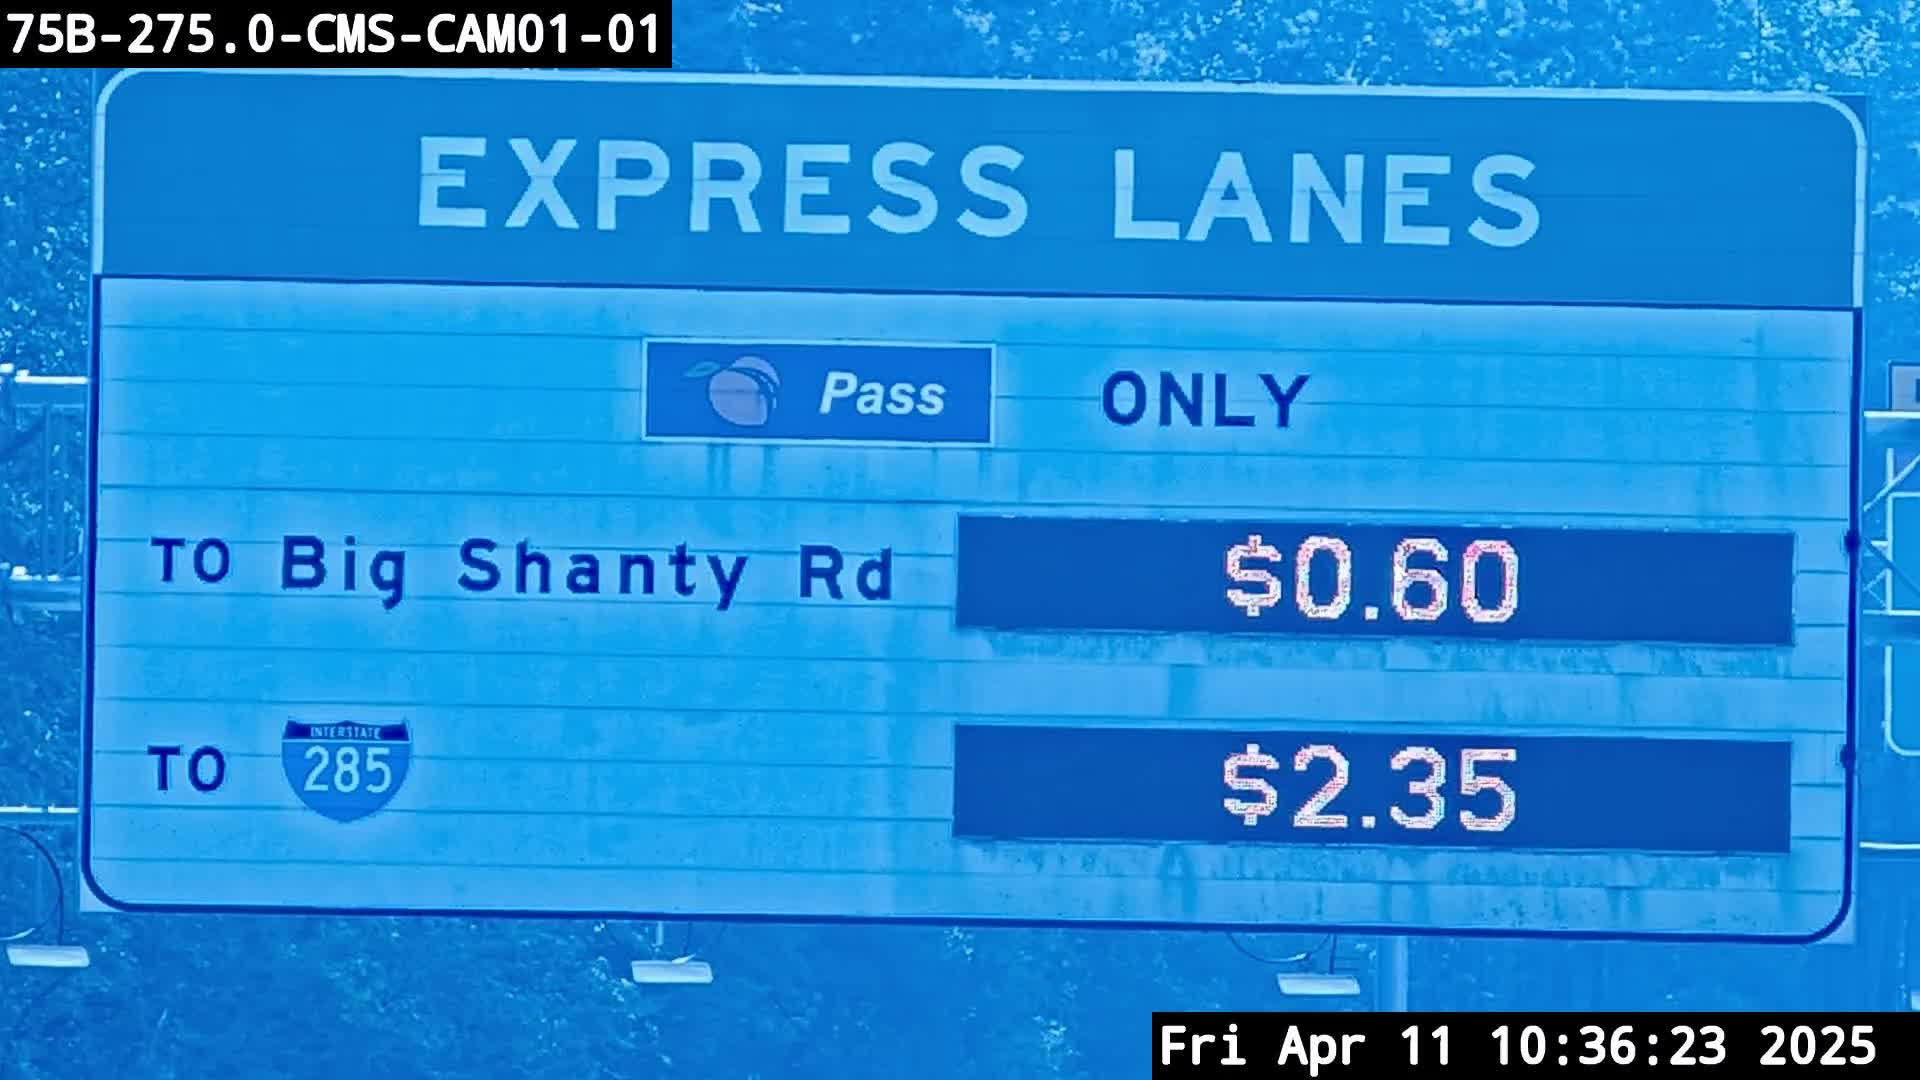 75B-275.0-CMS-CAM01-01
EXPRESS LANES
Pass ONLY
TO Big Shanty Rd $0.60
TO INTERSTATE 285 $2.35
Fri Apr 11 10:36:23 2025